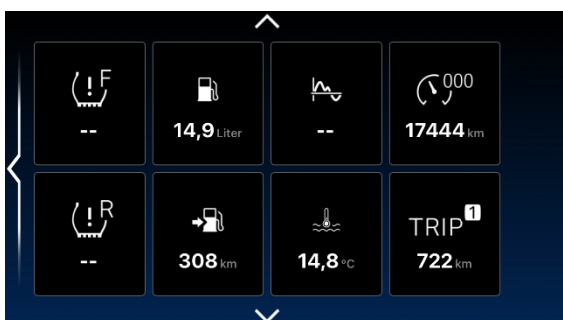 F
--
14,9 Liter
--
000
17444 km
R
--
308 km
14,8 °C
TRIP 1
722 km